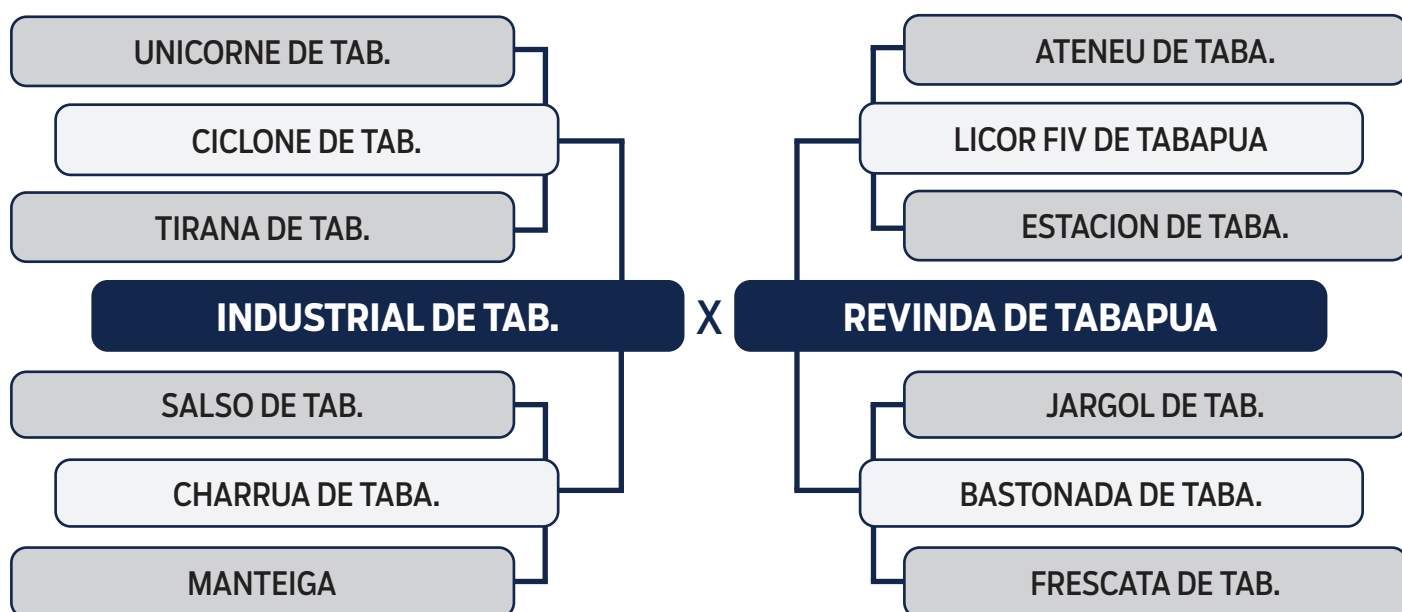 UNICORNE DE TAB.
CICLONE DE TAB.
TIRANA DE TAB.
INDUSTRIAL DE TAB.
SALSO DE TAB.
CHARRUA DE TABA.
MANTEIGA
X
ATENEU DE TABA.
LICOR FIV DE TABAPUA
ESTACION DE TABA.
REVINDA DE TABAPUA
JARGOL DE TAB.
BASTONADA DE TABA.
FRESCATA DE TAB.